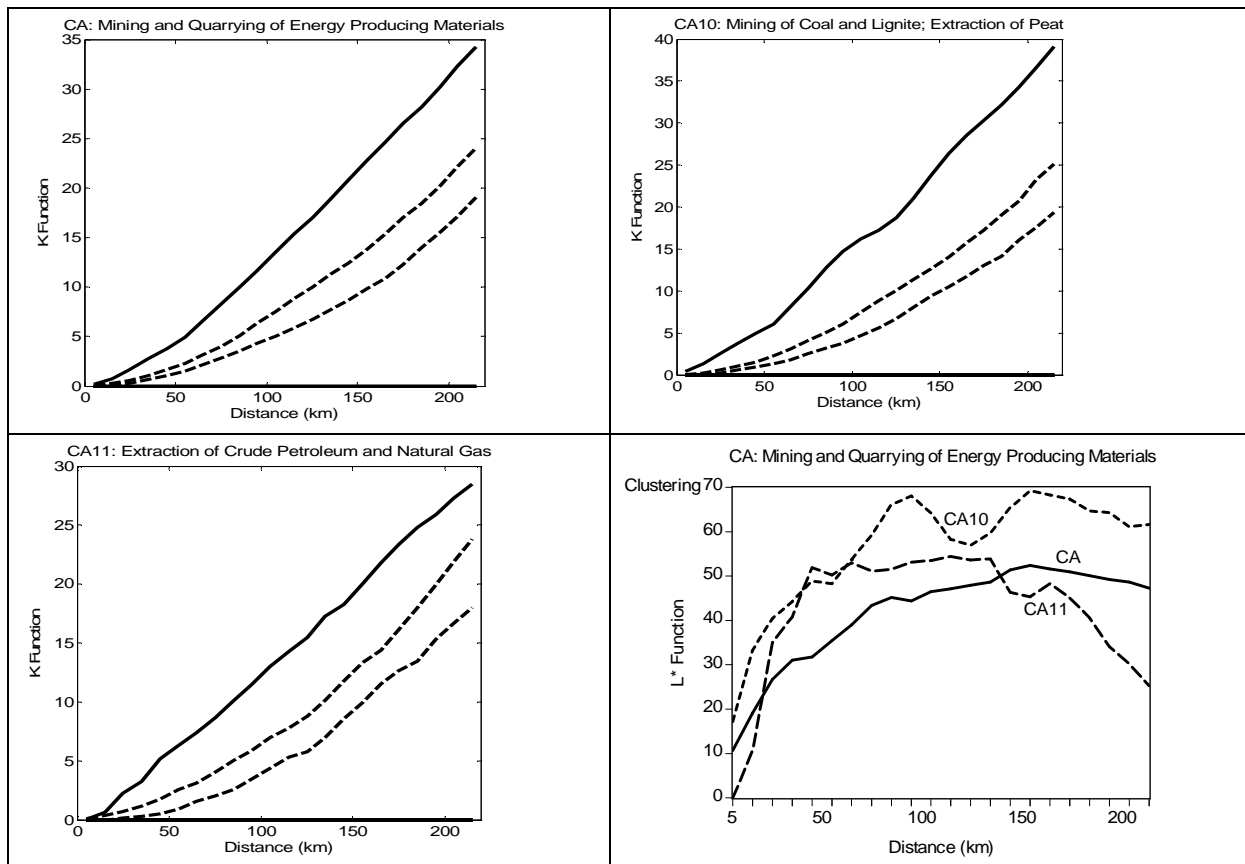 CA: Mining and Quarrying of Energy Producing Materials
35
30
25
20
15
10
5
0
K Function
0 50 100 150 200
Distance (km)
CA10: Mining of Coal and Lignite; Extraction of Peat
40
35
30
25
20
15
10
5
0
K Function
0 50 100 150 200
Distance (km)
CA11: Extraction of Crude Petroleum and Natural Gas
30
25
20
15
10
5
0
K Function
0 50 100 150 200
Distance (km)
CA: Mining and Quarrying of Energy Producing Materials
Clustering 70
60
50
40
30
20
10
0
L* Function
CA10
CA
CA11
5 50 100 150 200
Distance (km)